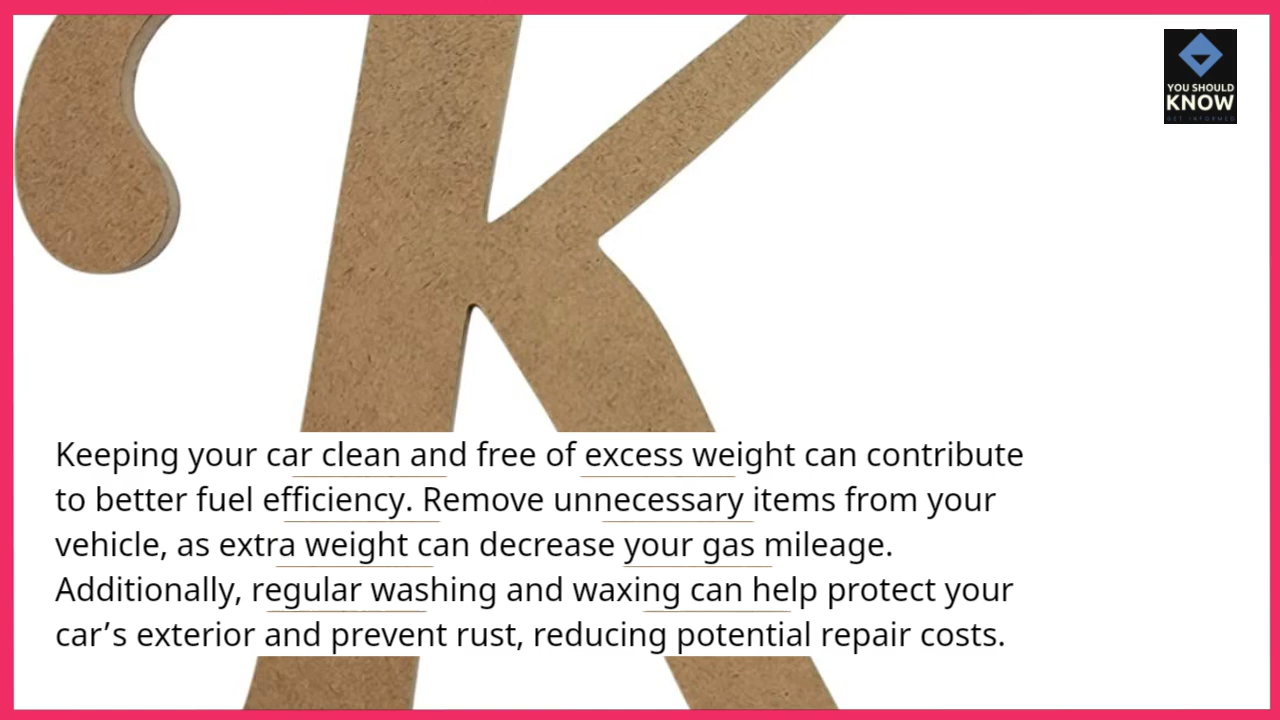 YOU SHOULD
KNOW
GET INFORMED
Keeping your car clean and free of excess weight can contribute
to better fuel efficiency. Remove unnecessary items from your
vehicle, as extra weight can decrease your gas mileage.
Additionally, regular washing and waxing can help protect your
car’s exterior and prevent rust, reducing potential repair costs.